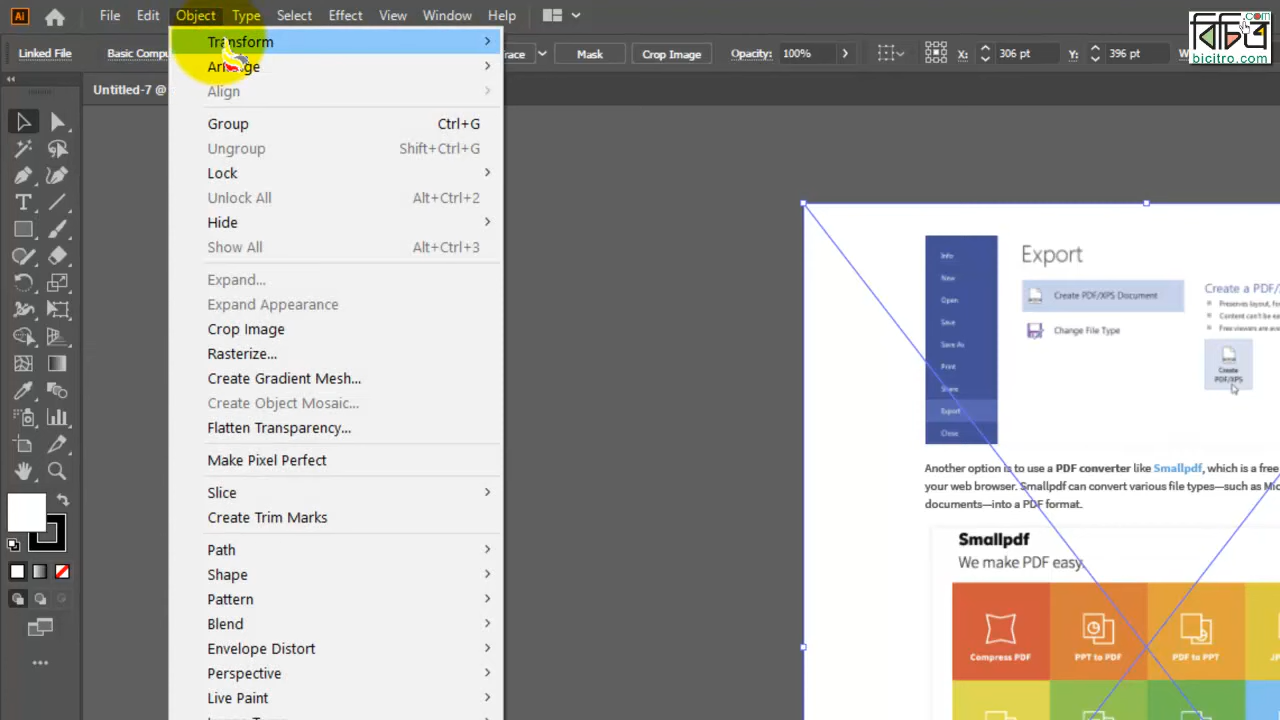 Ai File Edit Object Type Select Effect View Window Help
বিচিত্র .com
bicitro.com
Linked File Mask Crop Image Opacity: 100% X: 306 pt Y: 396 pt
Untitled-7 @
Transform
Arrange
Align
Group Ctrl+G
Ungroup Shift+Ctrl+G
Lock
Unlock All Alt+Ctrl+2
Hide
Show All Alt+Ctrl+3
Expand...
Expand Appearance
Crop Image
Rasterize...
Create Gradient Mesh...
Create Object Mosaic...
Flatten Transparency...
Make Pixel Perfect
Slice
Create Trim Marks
Path
Shape
Pattern
Blend
Envelope Distort
Perspective
Live Paint
Info
New
Open
Save
Save As
Print
Share
Export
Close
Export
Create PDF/XPS Document
Change File Type
Create a PDF/
Preserves layout, fo
Content can't be ea
Free viewers are ava
Create
PDF/XPS
Another option is to use a PDF converter like Smallpdf, which is a free
your web browser. Smallpdf can convert various file types—such as Mic
documents—into a PDF format.
Smallpdf
We make PDF easy.
Compress PDF PPT to PDF PDF to PPT